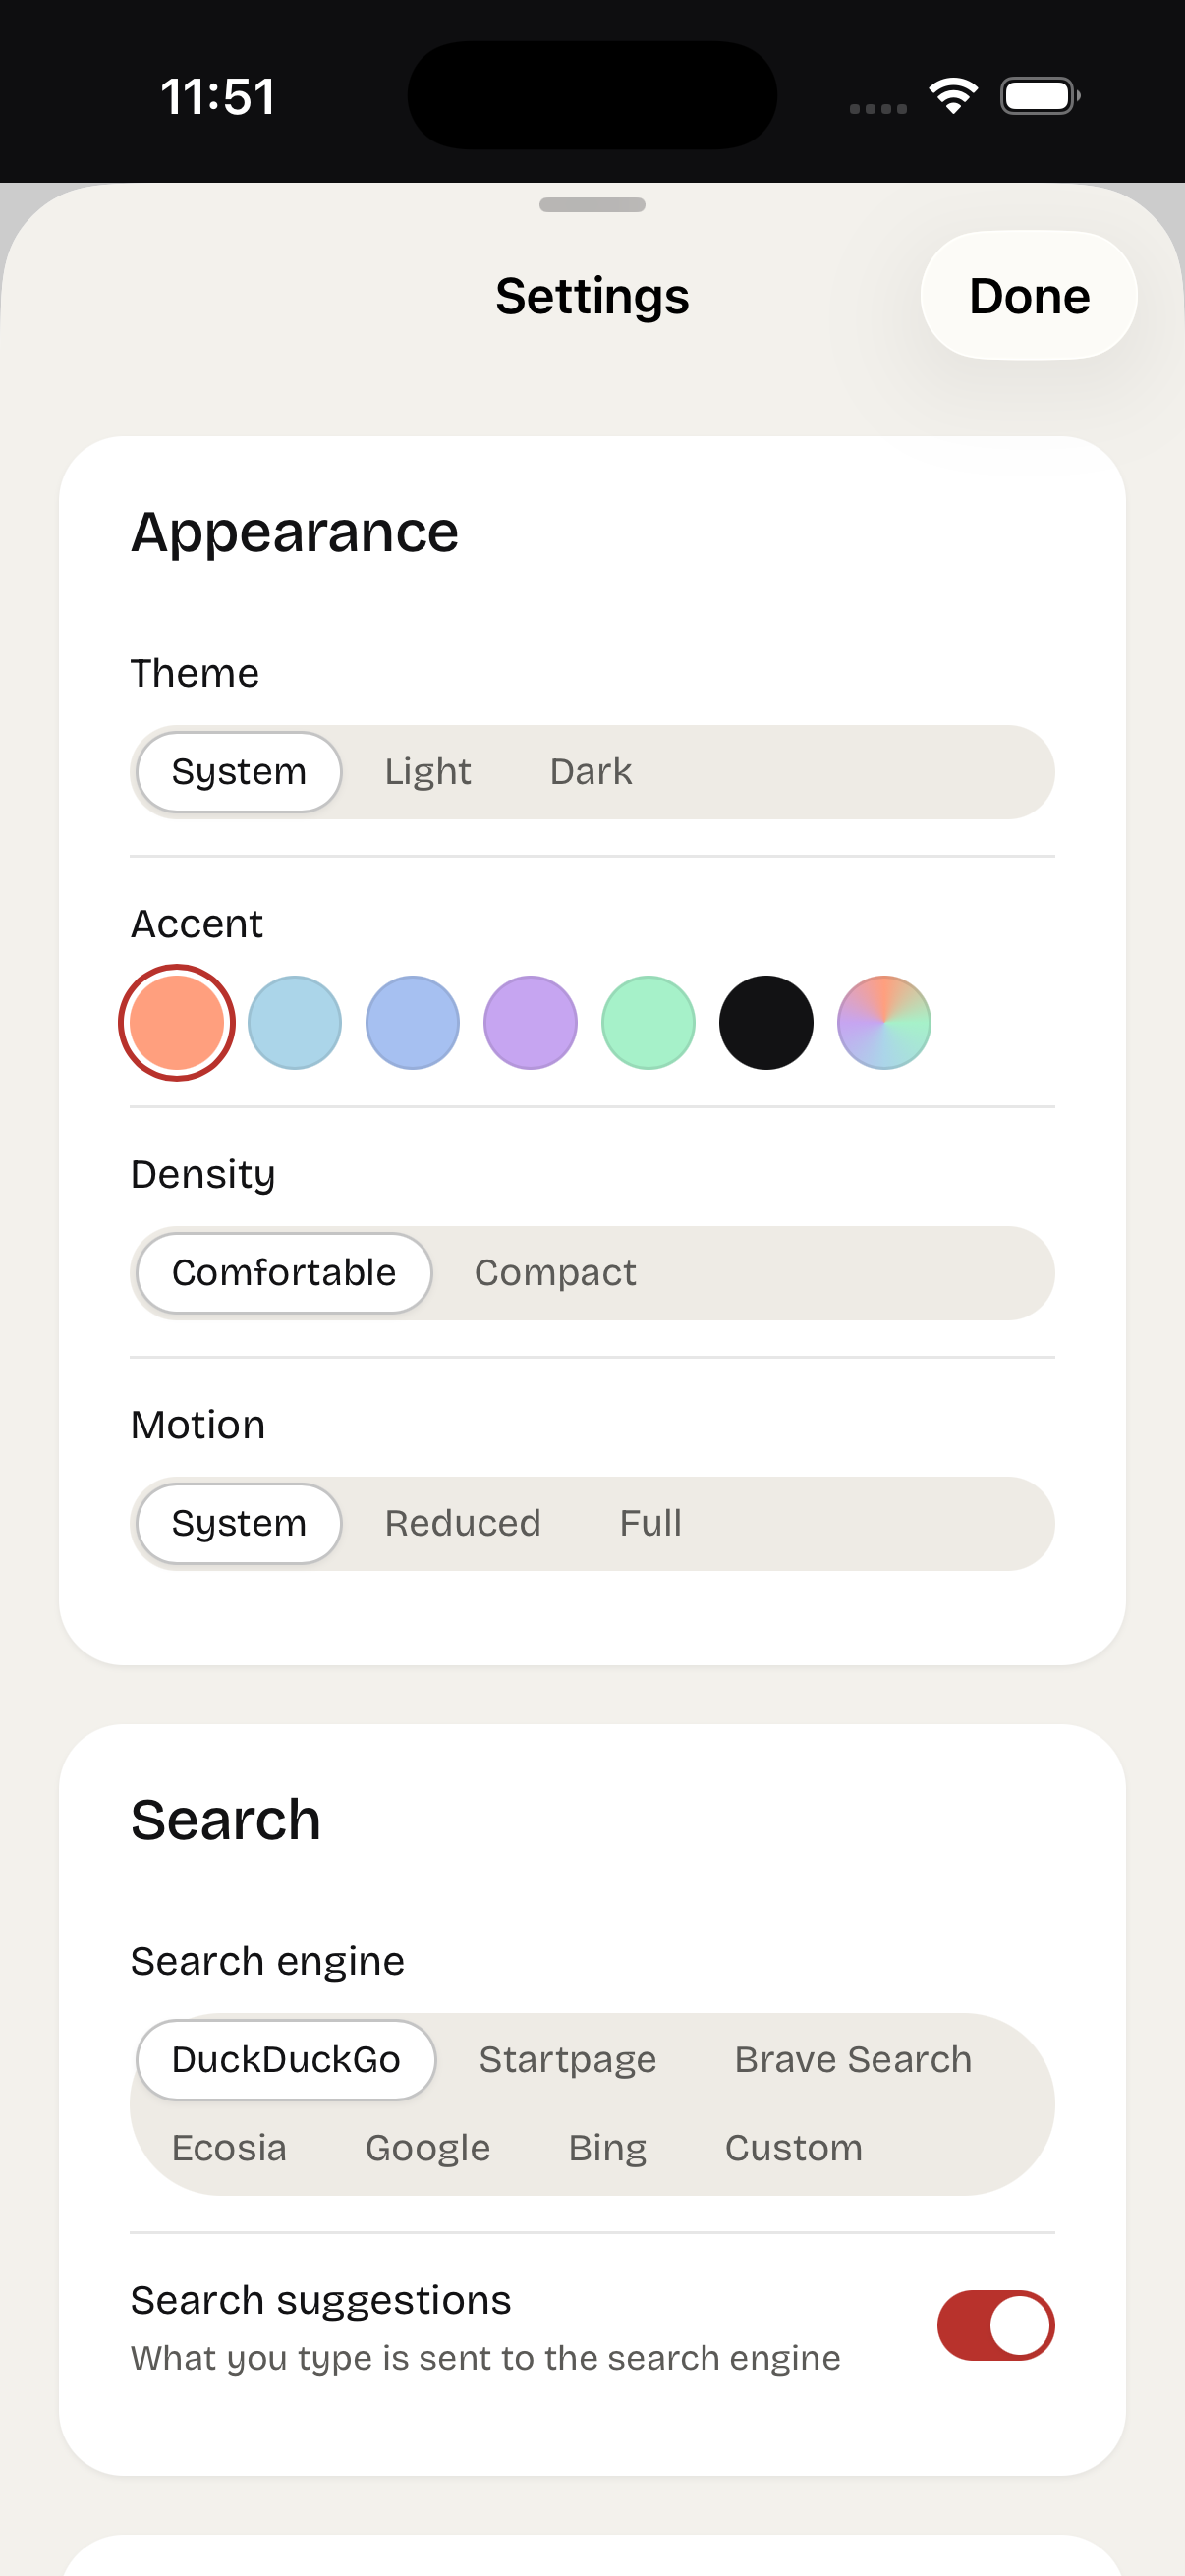 11:51
Settings
Done
Appearance
Theme
System Light Dark
Accent
Density
Comfortable Compact
Motion
System Reduced Full
Search
Search engine
DuckDuckGo Startpage Brave Search
Ecosia Google Bing Custom
Search suggestions
What you type is sent to the search engine